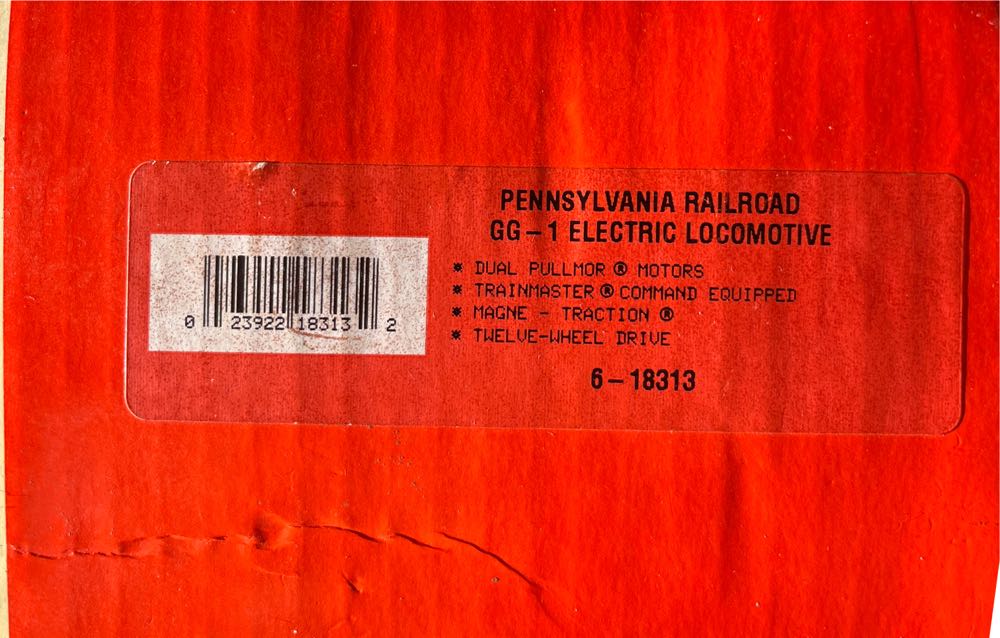 PENNSYLVANIA RAILROAD
GG-1 ELECTRIC LOCOMOTIVE
* DUAL PULLMOR ® MOTORS
* TRAINMASTER ® COMMAND EQUIPPED
* MAGNE - TRACTION ®
* TWELVE-WHEEL DRIVE
6-18313
0 23922 18313 2